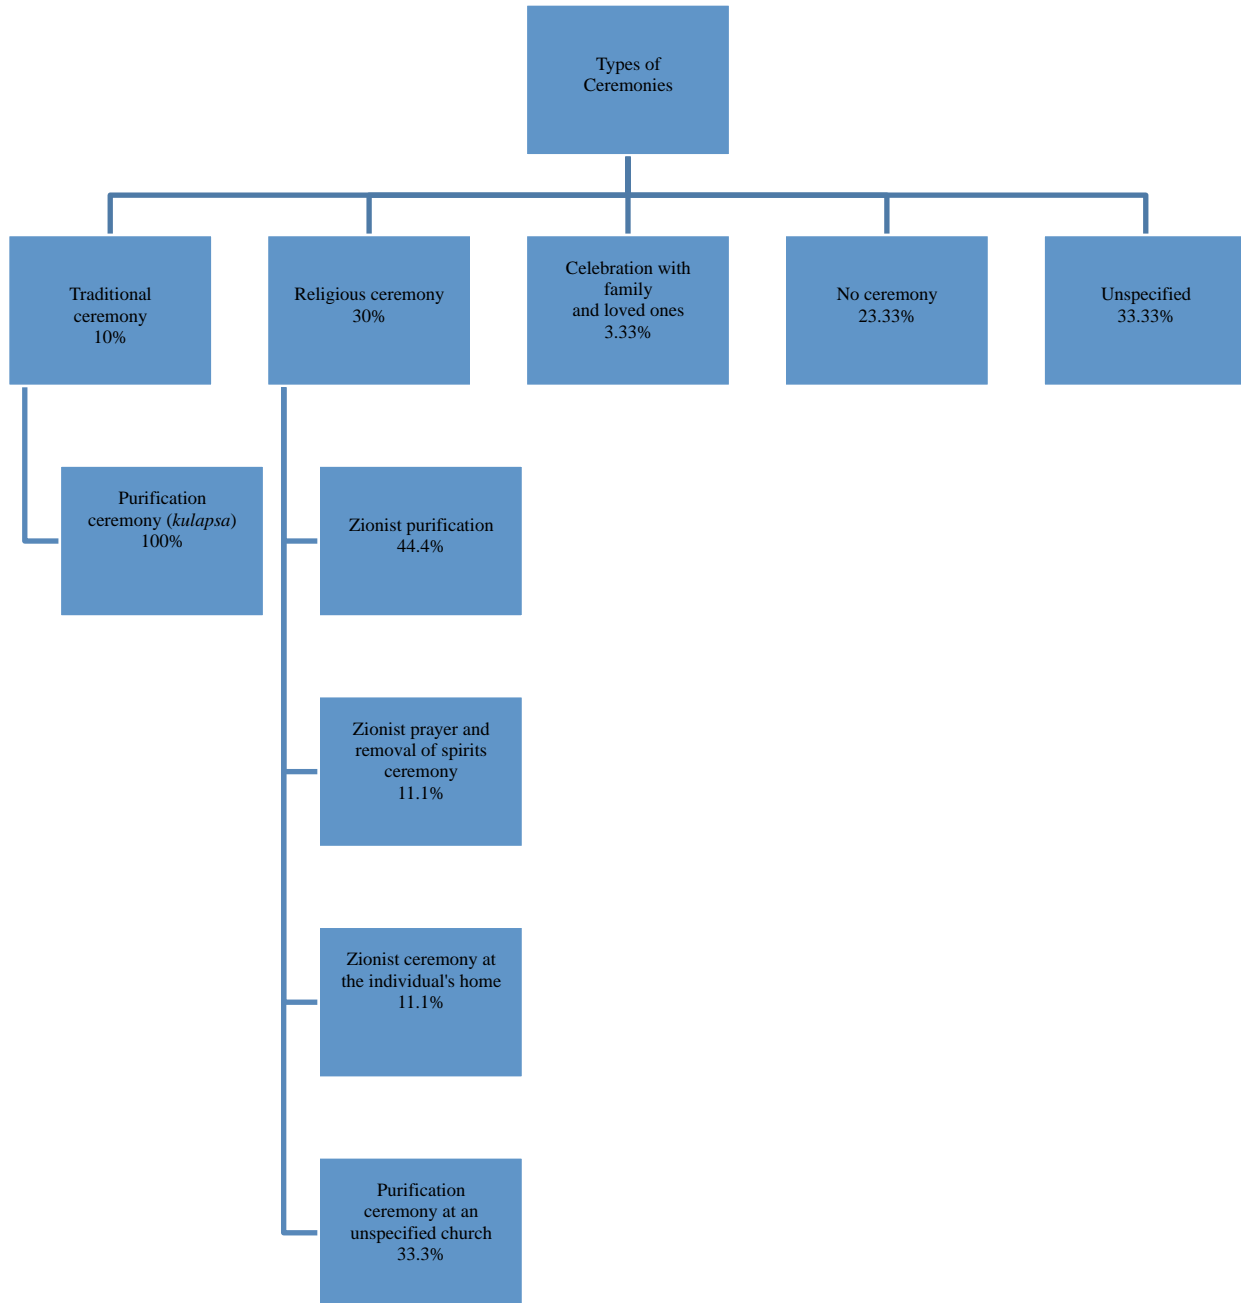 Types of
Ceremonies
Traditional
ceremony
10%
Religious ceremony
30%
Celebration with
family
and loved ones
3.33%
No ceremony
23.33%
Unspecified
33.33%
Purification
ceremony (kulapsa)
100%
Zionist purification
44.4%
Zionist prayer and
removal of spirits
ceremony
11.1%
Zionist ceremony at
the individual's home
11.1%
Purification
ceremony at an
unspecified church
33.3%